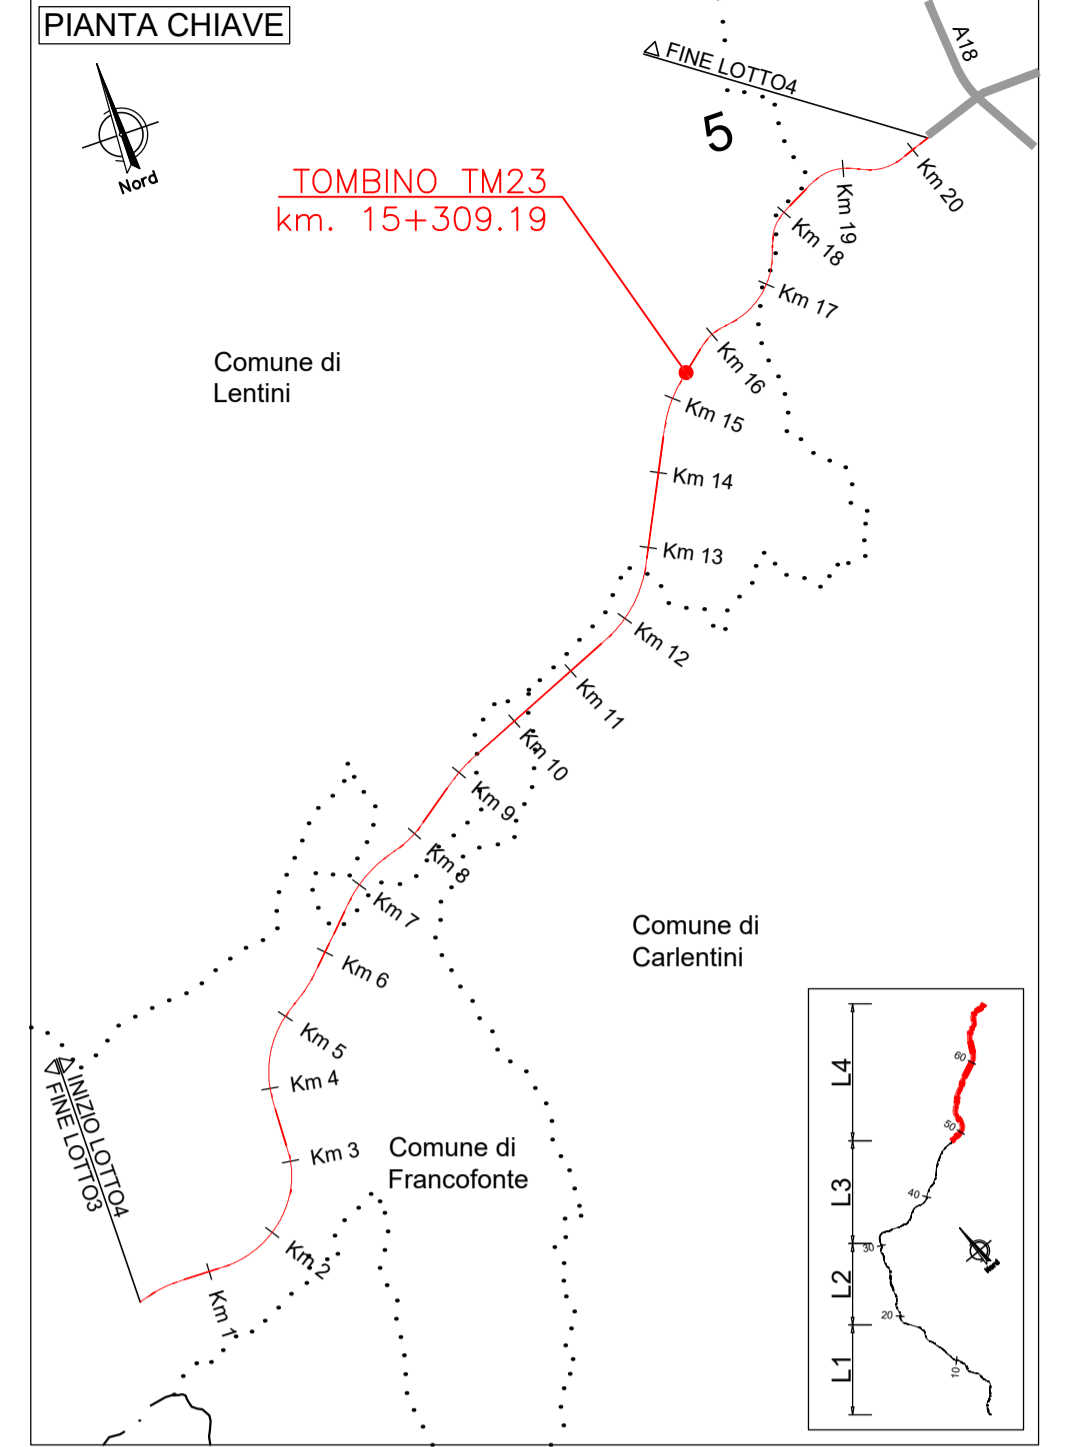 PIANTA CHIAVE
Nord
FINE LOTTO4
A18
5
TOMBINO TM23
km. 15+309.19
Km 20
Km 19
Km 18
Km 17
Km 16
Km 15
Km 14
Km 13
Km 12
Km 11
Km 10
Km 9
Km 8
Km 7
Km 6
Km 5
Km 4
Km 3
Km 2
Km 1
Comune di
Lentini
Comune di
Carlentini
Comune di
Francofonte
INIZIO LOTTO4
FINE LOTTO3
L4
L3
L2
L1
60
50
40
30
20
10